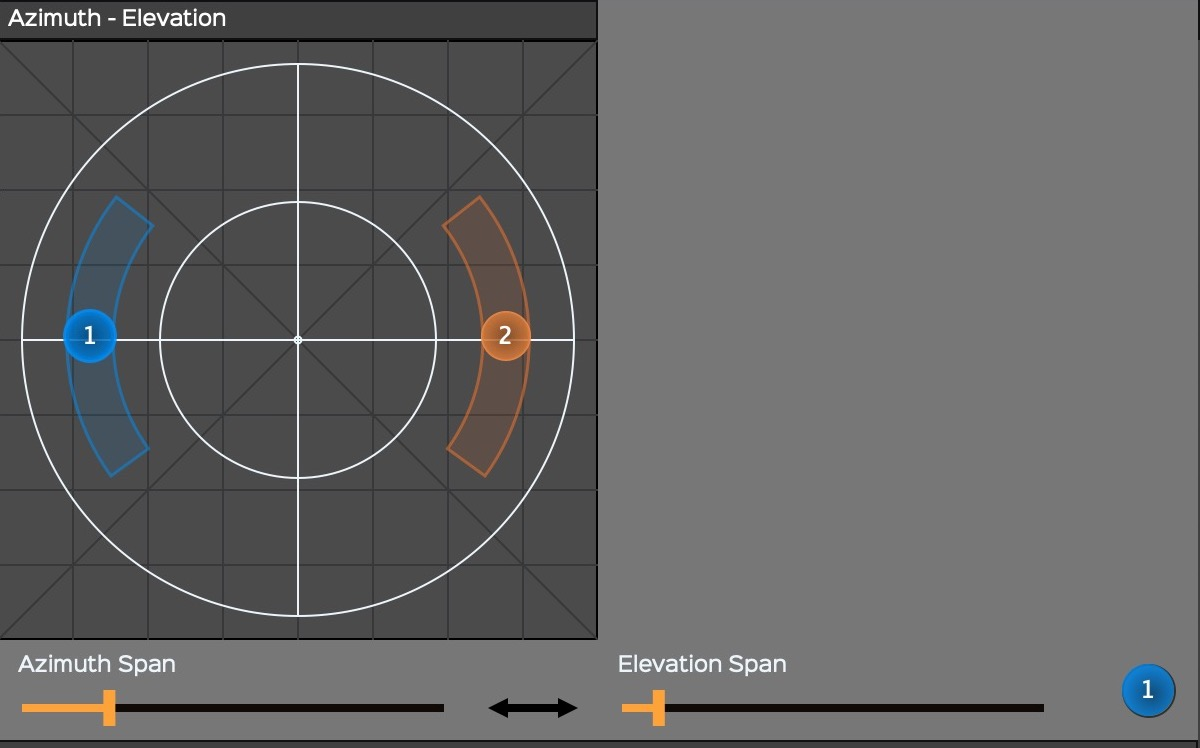 Azimuth - Elevation
1
2
Azimuth Span
Elevation Span
1